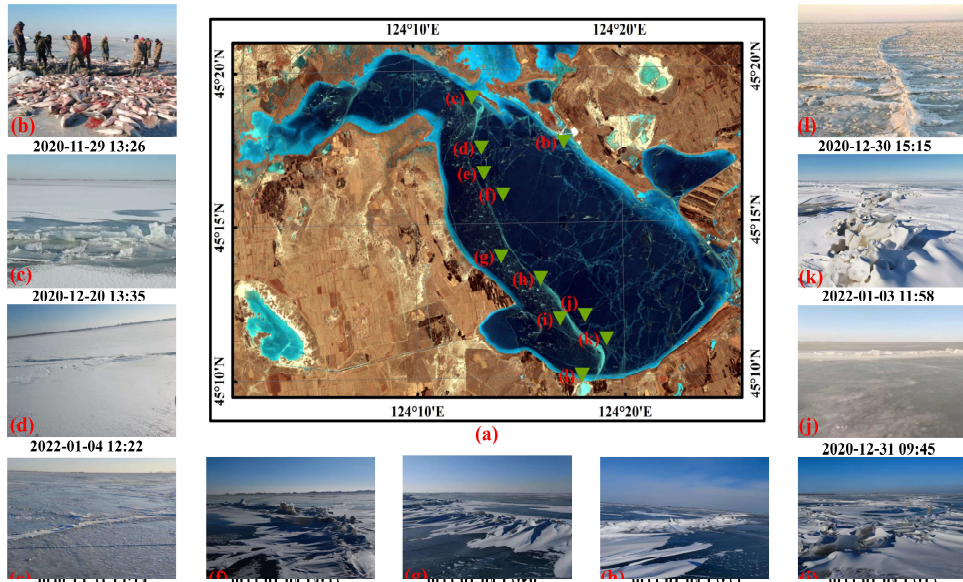 124°10'E
124°20'E
45°20'N
45°20'N
45°15'N
45°15'N
45°10'N
45°10'N
124°10'E
124°20'E
(a)
(c)
(b)
(d)
(e)
(f)
(g)
(h)
(j)
(i)
(k)
(l)
(b)
2020-11-29 13:26
(c)
2020-12-20 13:35
(d)
2022-01-04 12:22
(l)
2020-12-30 15:15
(k)
2022-01-03 11:58
(j)
2020-12-31 09:45
(f)
(g)
(h)
(i)